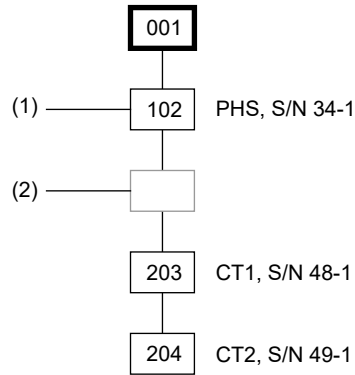 001
(1) 102 PHS, S/N 34-1
(2)
203 CT1, S/N 48-1
204 CT2, S/N 49-1